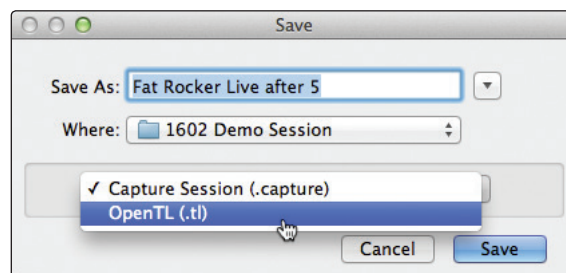 Save
Save As: Fat Rocker Live after 5
Where: 1602 Demo Session
✓ Capture Session (.capture)
OpenTL (.tl)
Cancel Save